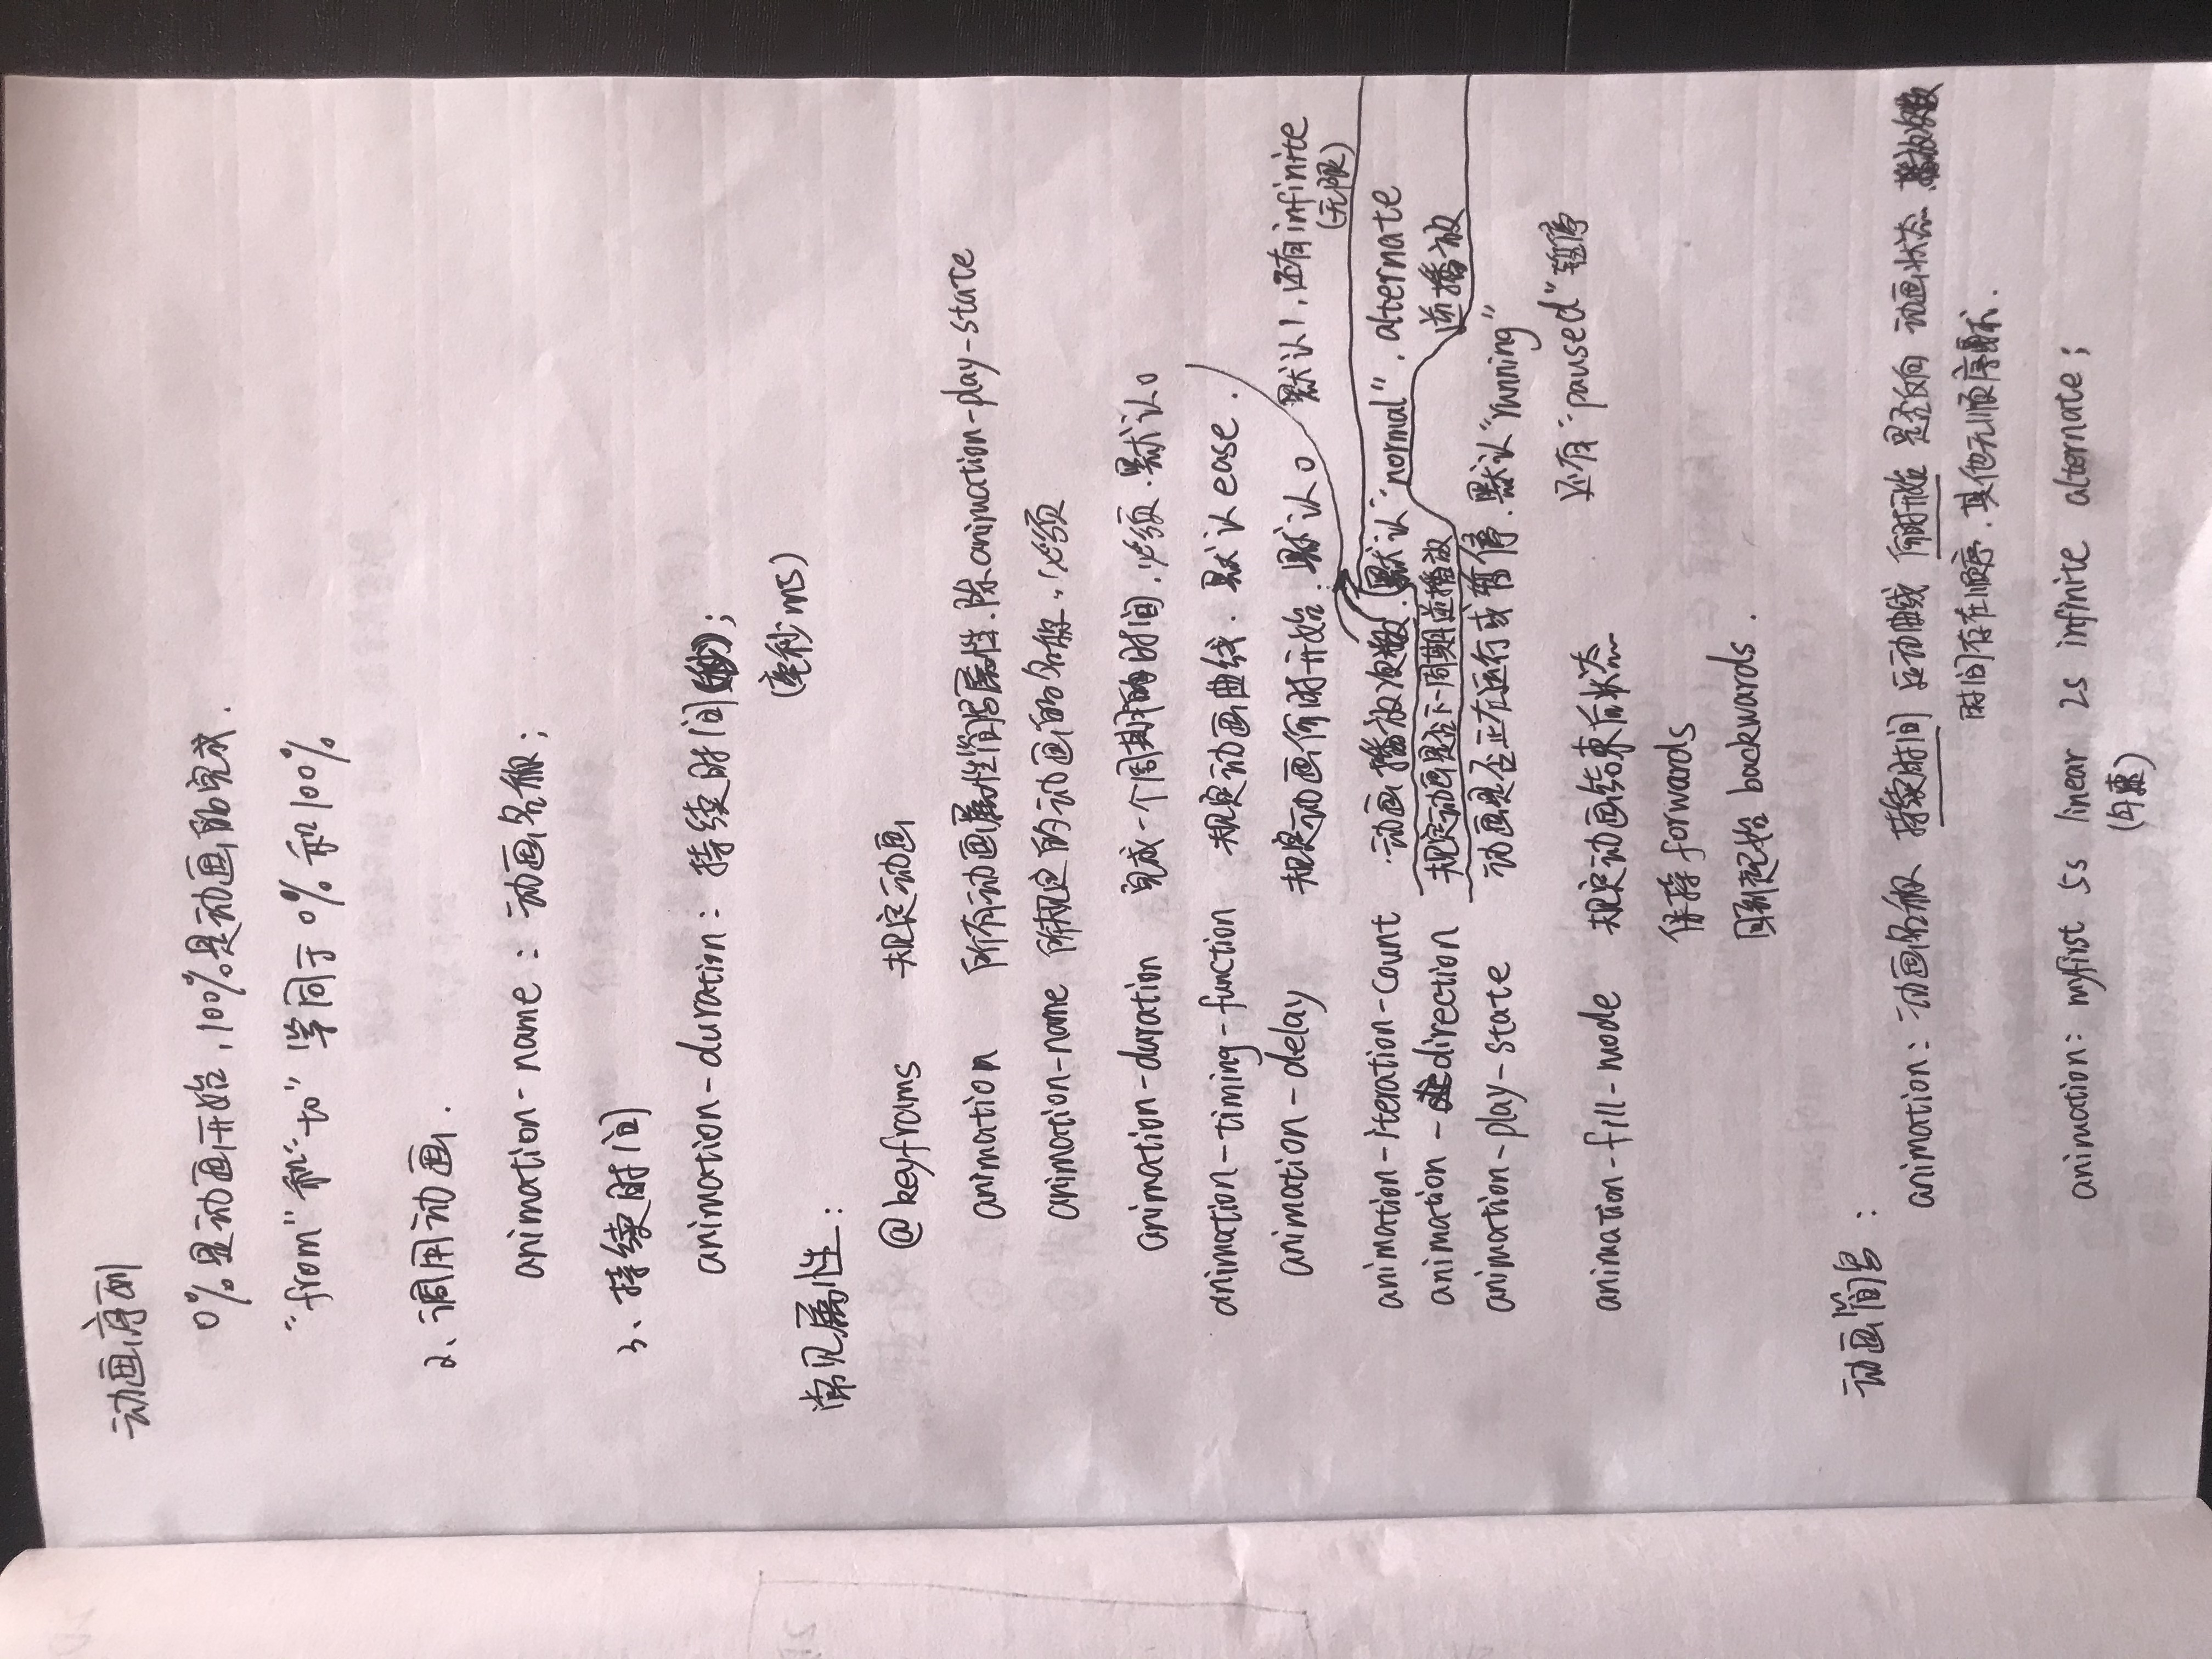 动画序列
0%是动画开始,100%是动画的完成.
"from"和"to"等同于0%和100%
2、调用动画.
animation-name: 动画名称;
3、持续时间
animation-duration: 持续时间(秒);
(毫秒ms)
常见属性:
@keyframs 规定动画
animation 所有动画属性简写属性.除animation-play-state
animation-name 所规定的动画的名称.必须
animation-duration 完成一个周期的时间.必须.默认0
animation-timing-function 规定动画曲线.默认ease.
animation-delay 规定动画何时开始.默认0
默认1,还有infinite
(无限)
animation-iteration-count 动画播放次数.
默认"normal".alternate
逆播放
animation-direction 规定动画是否下一周期逆播放
animation-play-state 动画是否正在运行或暂停.默认"running"
还有"paused"暂停
animation-fill-mode 规定动画结束后状态
保持forwards
回到起始 backwards.
动画简写:
animation: 动画名称 持续时间 运动曲线 何时开始 是否反向 动画状态 播放次数
时间存在顺序.其他无顺序要求.
animation: myfirst 5s linear 2s infinite alternate;
(匀速)